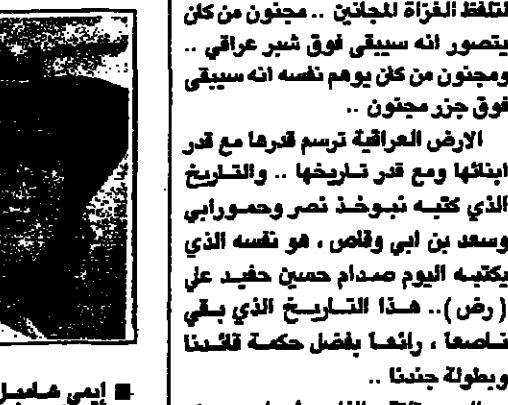 لتلفظ الغزاة المجانين .. مجنون من كان
يتصور انه سيبقى فوق شبر عراقي ..
ومجنون من كان يوهم نفسه انه سيبقى
فوق جزر مجنون ..
الارض العراقية ترسم قدرها مع قدر
ابنائها ومع قدر تاريخها .. والتاريخ
الذي كتبه نبوخذ نصر وحمورابي
وسعد بن ابي وقاص ، هو نفسه الذي
يكتبه اليوم صدام حسين حفيد علي
( رض ) .. هذا التاريخ الذي بقي
ناصعا ، رائعا بفضل حكمة قائدنا
وبطولة جندنا ..
■ إيمي